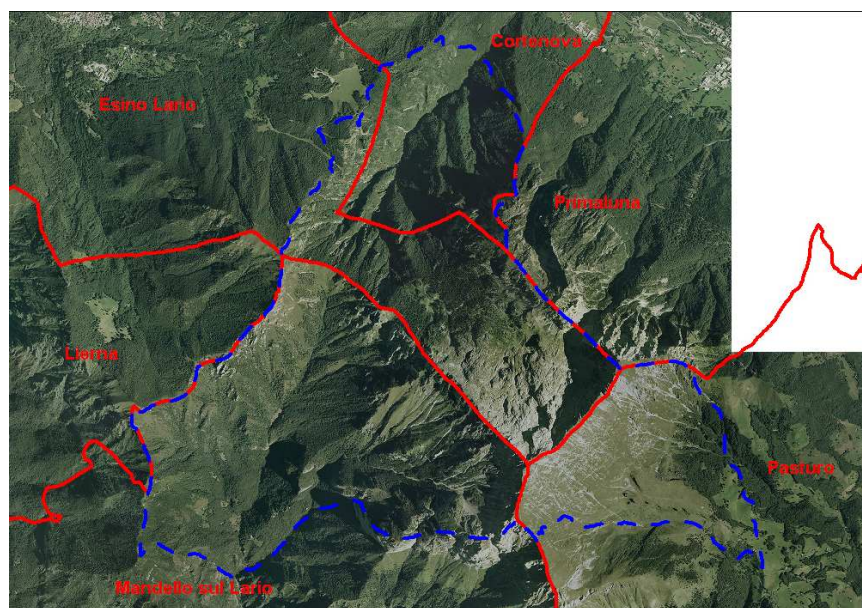 Cortenova
Esino Lario
Primaluna
Lierna
Pasturo
Mandello sul Lario